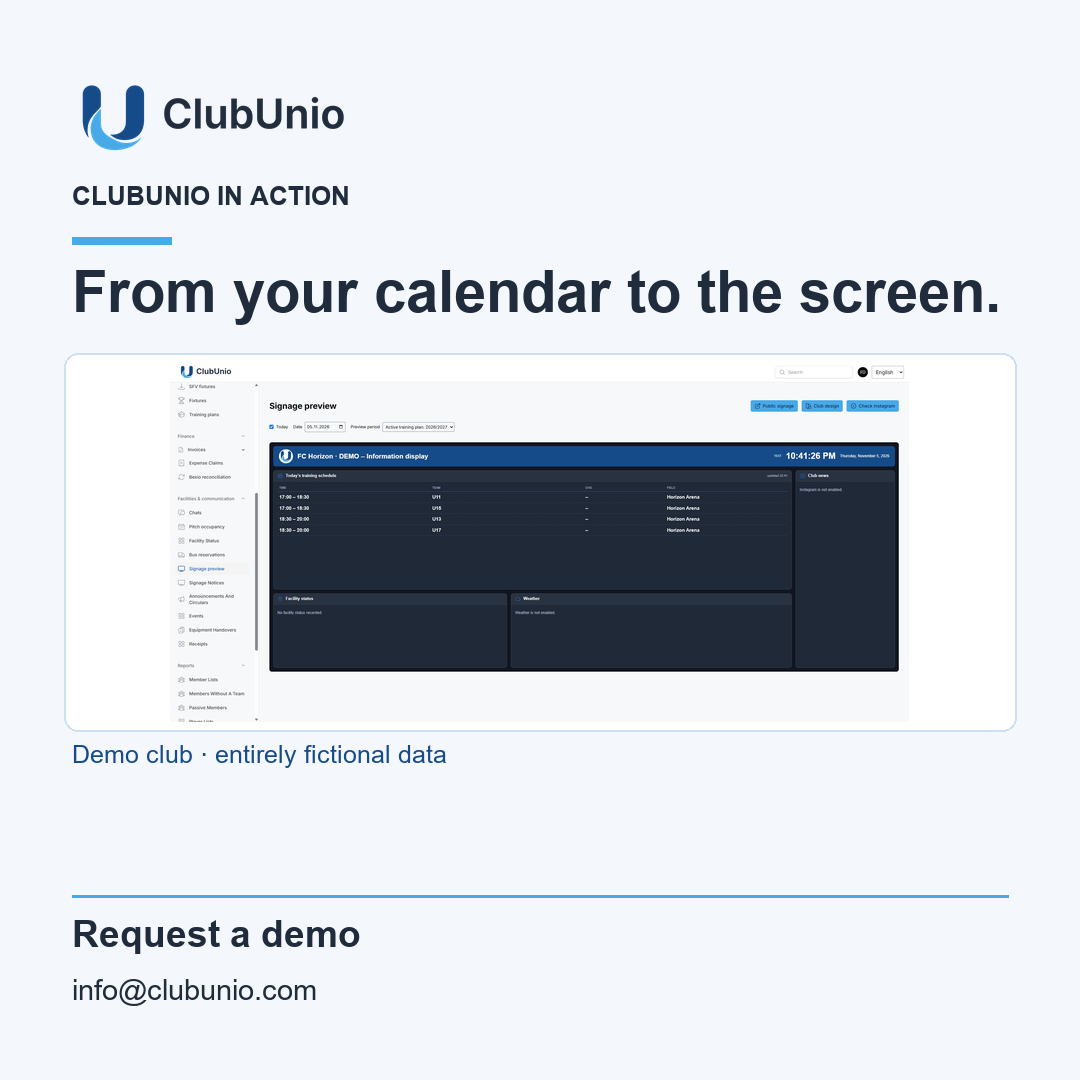 ClubUnio
CLUBUNIO IN ACTION
From your calendar to the screen.
ClubUnio
Search
English
SFV fixtures
Fixtures
Training plans
Finance
Invoices
Expense Claims
Bexio reconciliation
Facilities & communication
Chats
Pitch occupancy
Facility Status
Bus reservations
Signage preview
Signage Notices
Announcements And
Circulars
Events
Equipment Handovers
Receipts
Reports
Member Lists
Members Without A Team
Passive Members
Signage preview
Public signage
Club design
Check Instagram
Today Date 05.11.2026 Preview period Active training plan: 2026/2027
FC Horizon · DEMO – Information display
10:41:26 PM Thursday, November 5, 2026
Today's training schedule
TIME TEAM FIELD
17:00 – 18:30 U11 – Horizon Arena
17:00 – 18:30 U15 – Horizon Arena
18:30 – 20:00 U13 – Horizon Arena
18:30 – 20:00 U17 – Horizon Arena
Club news
Instagram is not enabled.
Facility status
No facility status recorded.
Weather
Weather is not enabled.
Demo club · entirely fictional data
Request a demo
info@clubunio.com